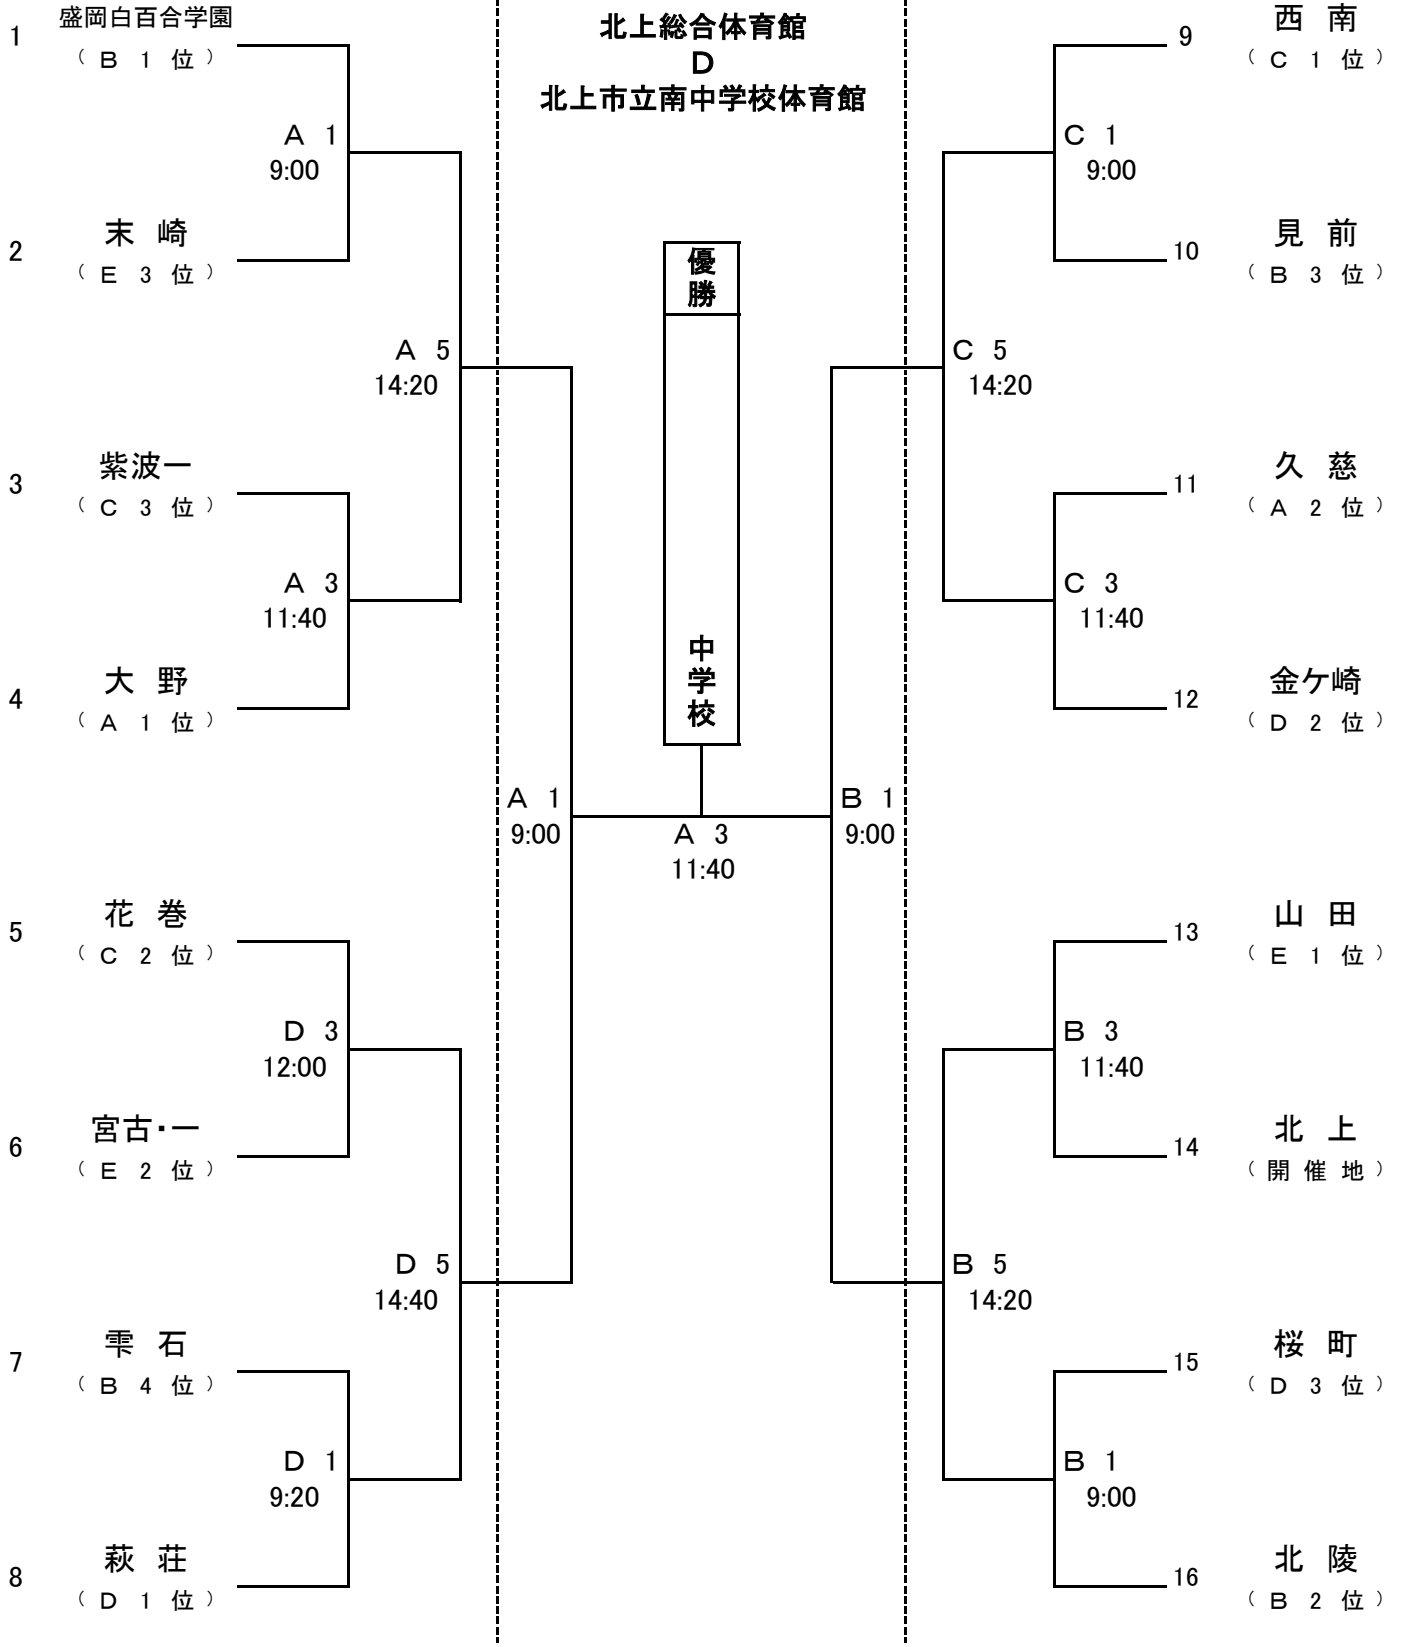 北上総合体育館
D
北上市立南中学校体育館
1 盛岡白百合学園
（ B 1 位 ）
A 1
9:00
2 末 崎
（ E 3 位 ）
A 5
14:20
3 紫波一
（ C 3 位 ）
A 3
11:40
4 大 野
（ A 1 位 ）
A 1
9:00
5 花 巻
（ C 2 位 ）
D 3
12:00
6 宮古・一
（ E 2 位 ）
D 5
14:40
7 雫 石
（ B 4 位 ）
D 1
9:20
8 萩 荘
（ D 1 位 ）
優勝
中学校
A 3
11:40
9 西 南
（ C 1 位 ）
C 1
9:00
10 見 前
（ B 3 位 ）
C 5
14:20
11 久 慈
（ A 2 位 ）
C 3
11:40
12 金ケ崎
（ D 2 位 ）
B 1
9:00
13 山 田
（ E 1 位 ）
B 3
11:40
14 北 上
（ 開 催 地 ）
B 5
14:20
15 桜 町
（ D 3 位 ）
B 1
9:00
16 北 陵
（ B 2 位 ）